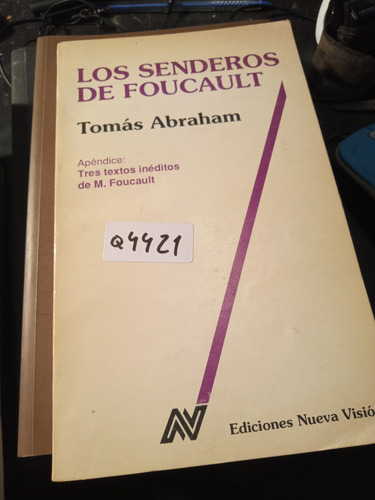 LOS SENDEROS
DE FOUCAULT
Tomás Abraham
Apéndice:
Tres textos inéditos
de M. Foucault
Q4421
Ediciones Nueva Visió